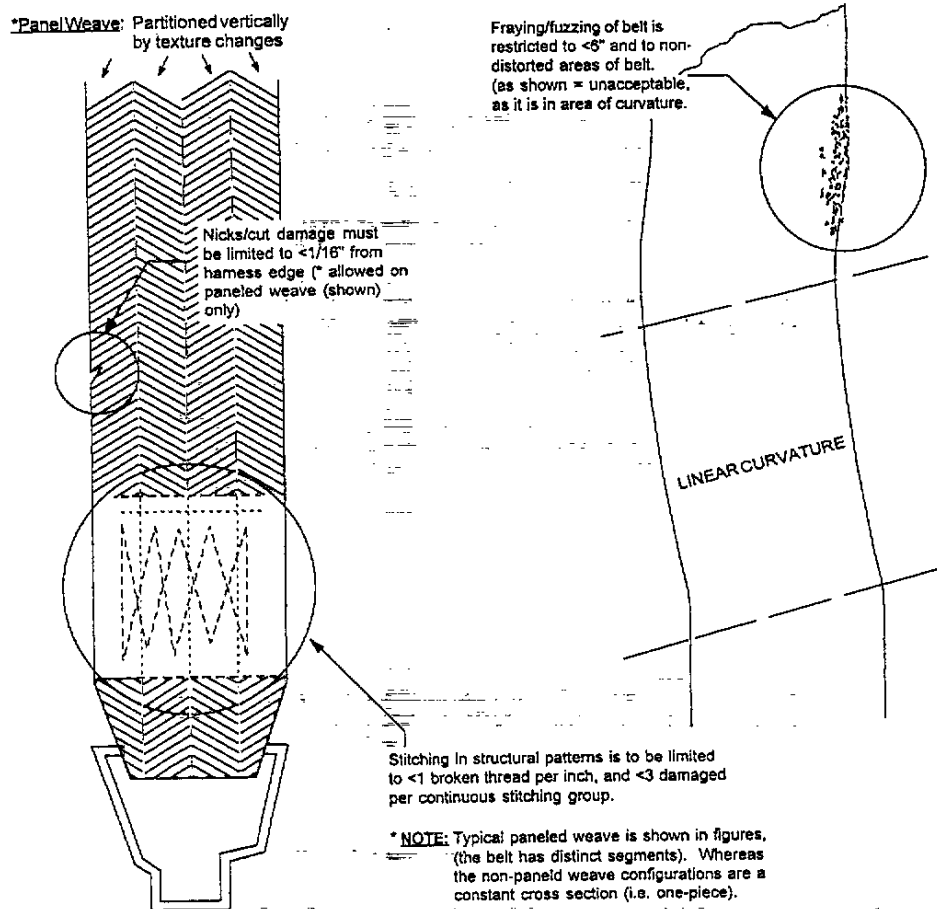 *Panel Weave: Partitioned vertically
by texture changes
Fraying/fuzzing of belt is
restricted to <6" and to non-
distorted areas of belt.
(as shown = unacceptable,
as it is in area of curvature.
Nicks/cut damage must
be limited to <1/16" from
harness edge (* allowed on
paneled weave (shown)
only)
LINEAR CURVATURE
Stitching in structural patterns is to be limited
to <1 broken thread per inch, and <3 damaged
per continuous stitching group.
* NOTE: Typical paneled weave is shown in figures,
(the belt has distinct segments). Whereas
the non-paneld weave configurations are a
constant cross section (i.e. one-piece).